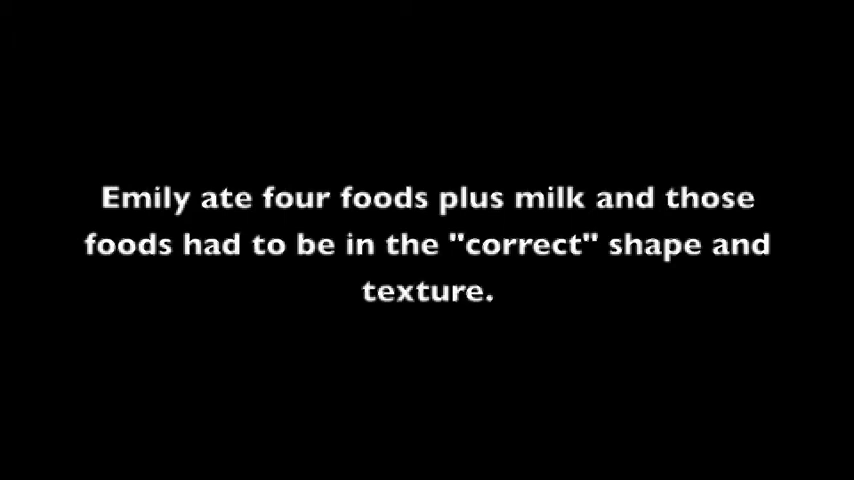 Emily ate four foods plus milk and those
foods had to be in the "correct" shape and
texture.